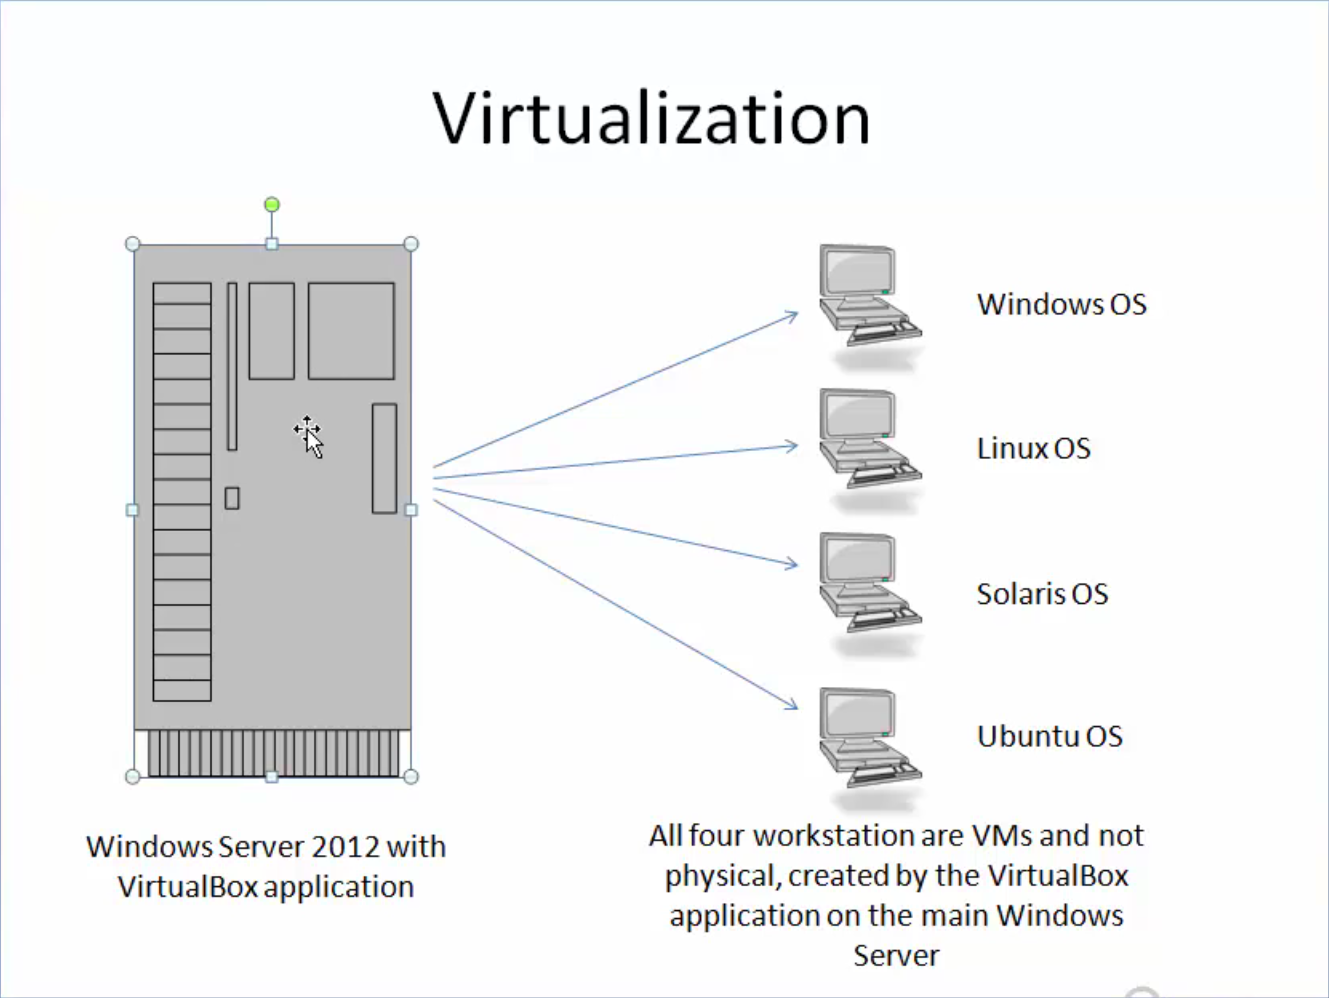 Virtualization
Windows OS
Linux OS
Solaris OS
Ubuntu OS
Windows Server 2012 with
VirtualBox application
All four workstation are VMs and not
physical, created by the VirtualBox
application on the main Windows
Server